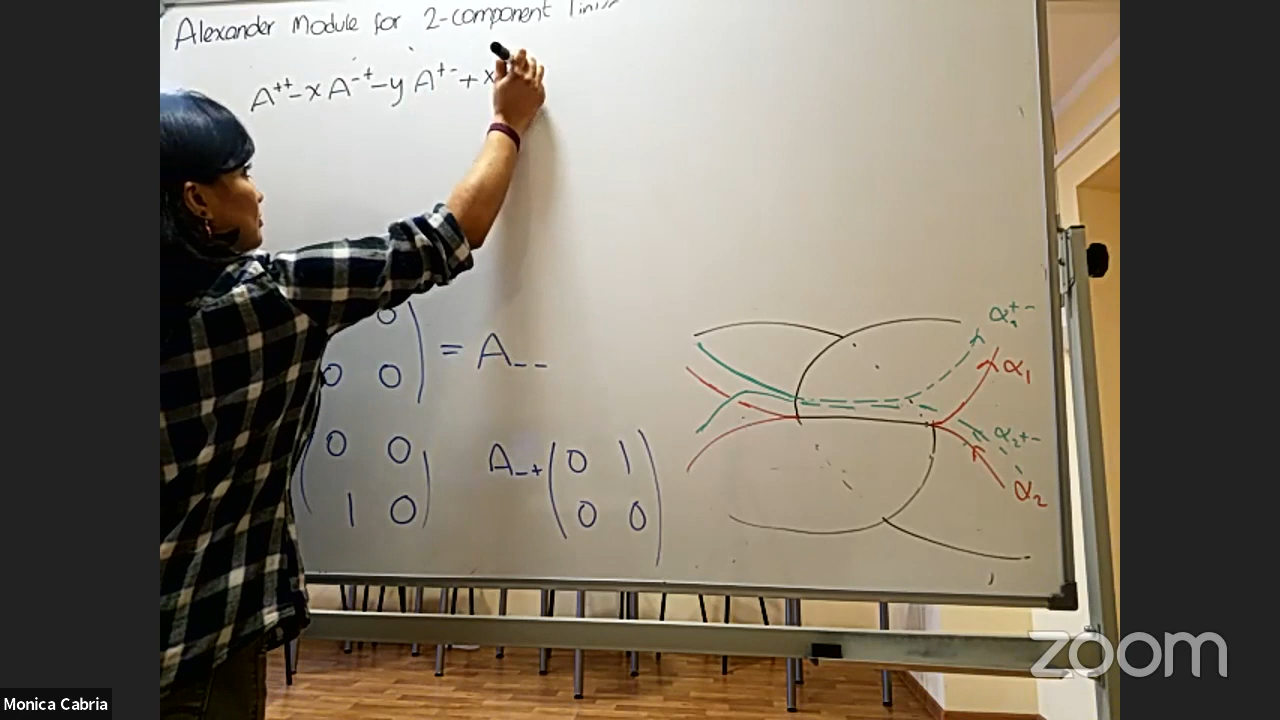 Alexander Module for 2-component
A⁺⁺ - x A⁻⁺ - y A⁺⁻ + x
0
0 0 = A₋₋
0 0
1 0
A₋₊ 0 1
0 0
α₁⁺⁻
α₁
α₂⁺⁻
α₂
zoom
Monica Cabria